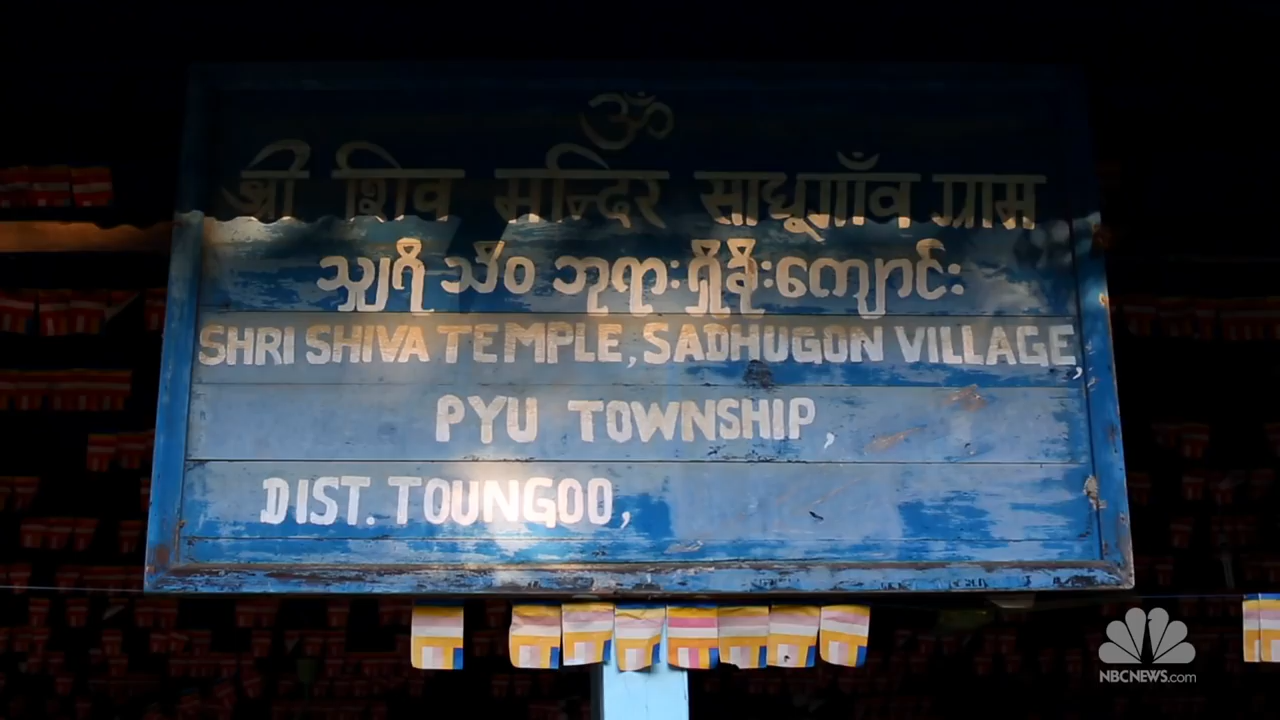 ॐ
श्री शिव मन्दिर साधूगाँव ग्राम
သျှရီ သီဝ ဘုရားရှိခိုးကျောင်း
SHRI SHIVA TEMPLE, SADHUGON VILLAGE,
PYU TOWNSHIP,
DIST. TOUNGOO,
NBCNEWS.com